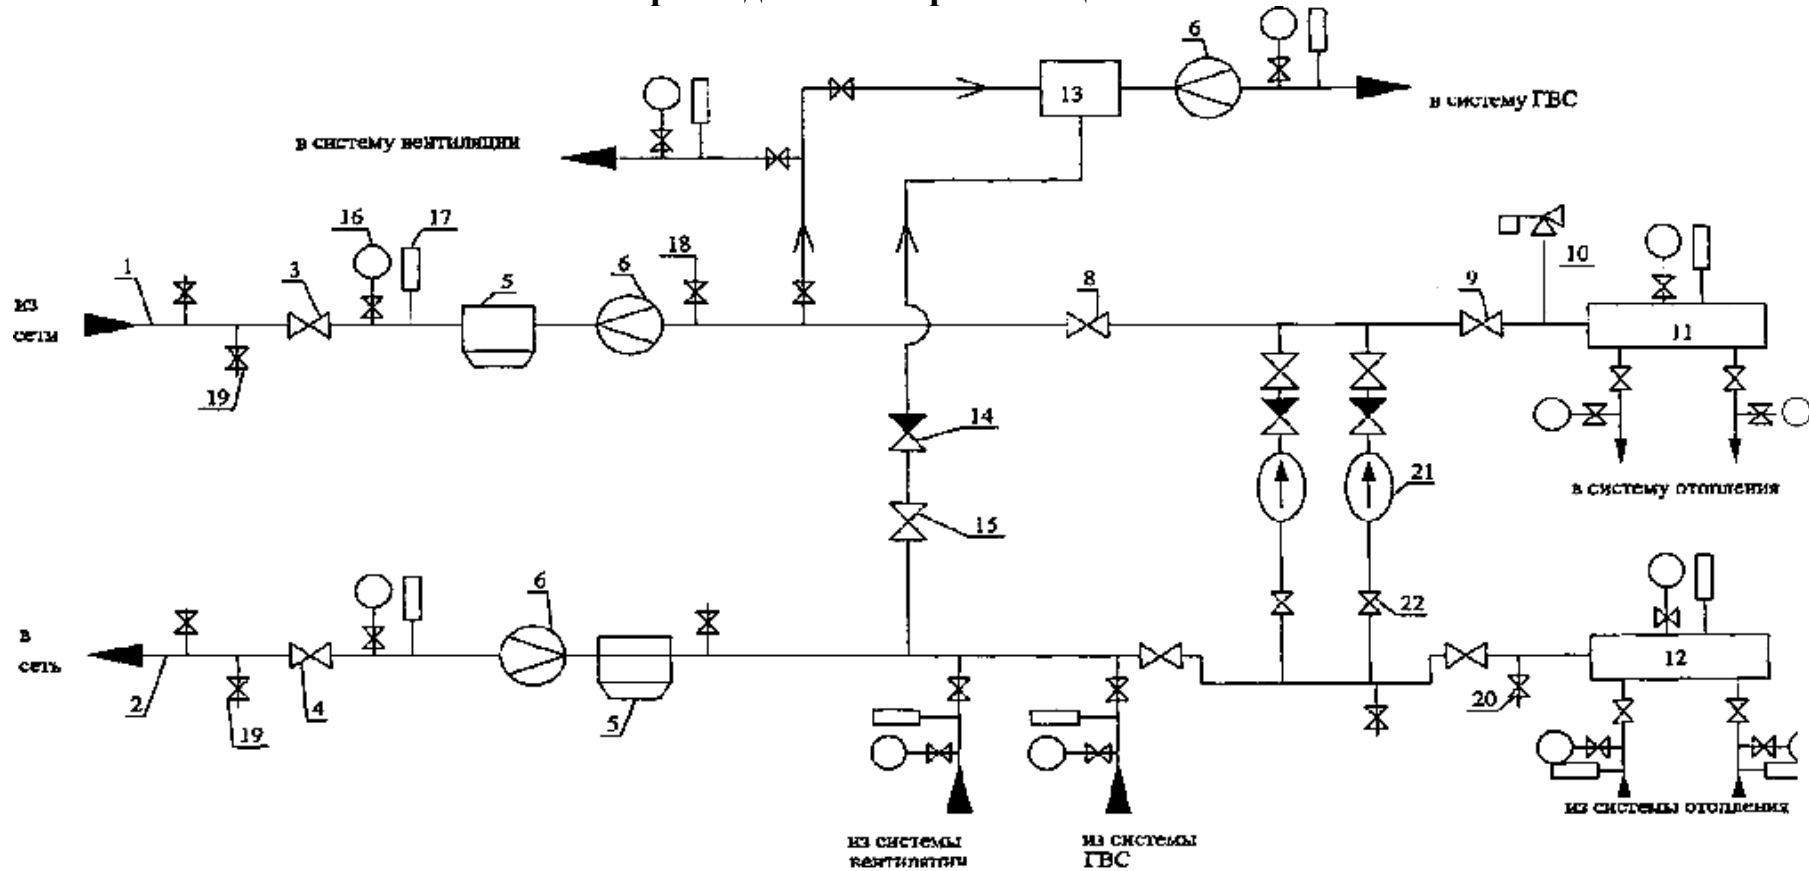 6
13
в систему ГВС
в систему вентиляции
16
17
18
10
1
3
5
6
8
9
из
сети
11
19
14
21
в систему отопления
15
6
22
в
сеть
12
2
19
4
5
20
из системы отопления
из системы
вентиляции
из системы
ГВС